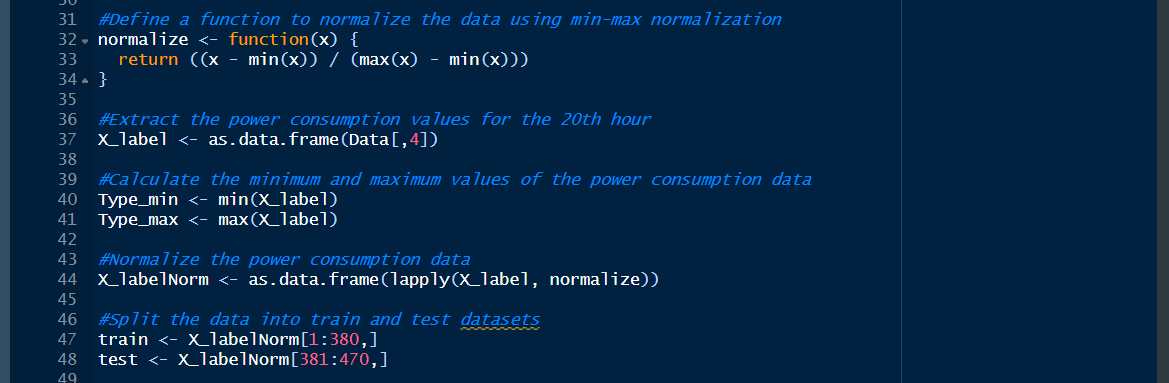 31 #Define a function to normalize the data using min-max normalization
32 normalize <- function(x) {
33 return ((x - min(x)) / (max(x) - min(x)))
34 }
35
36 #Extract the power consumption values for the 20th hour
37 X_label <- as.data.frame(Data[,4])
38
39 #Calculate the minimum and maximum values of the power consumption data
40 Type_min <- min(X_label)
41 Type_max <- max(X_label)
42
43 #Normalize the power consumption data
44 X_labelNorm <- as.data.frame(lapply(X_label, normalize))
45
46 #Split the data into train and test datasets
47 train <- X_labelNorm[1:380,]
48 test <- X_labelNorm[381:470,]
49